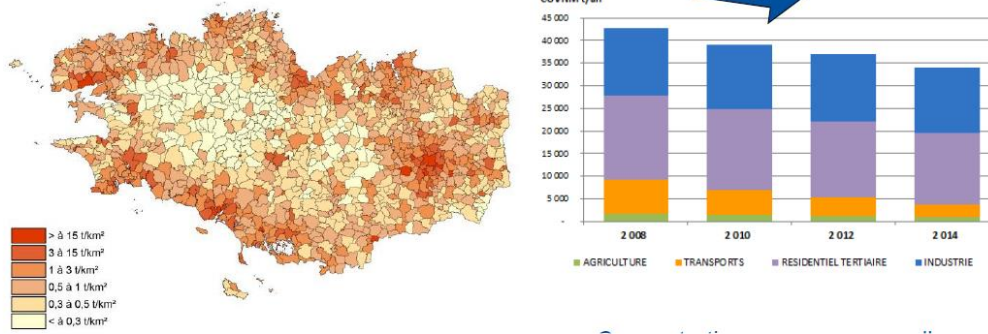 > à 15 t/km²
3 à 15 t/km²
1 à 3 t/km²
0,5 à 1 t/km²
0,3 à 0,5 t/km²
< à 0,3 t/km²
45 000
40 000
35 000
30 000
25 000
20 000
15 000
10 000
5 000
-
2 008 2 010 2 012 2 014
AGRICULTURE TRANSPORTS RESIDENTIEL TERTIAIRE INDUSTRIE